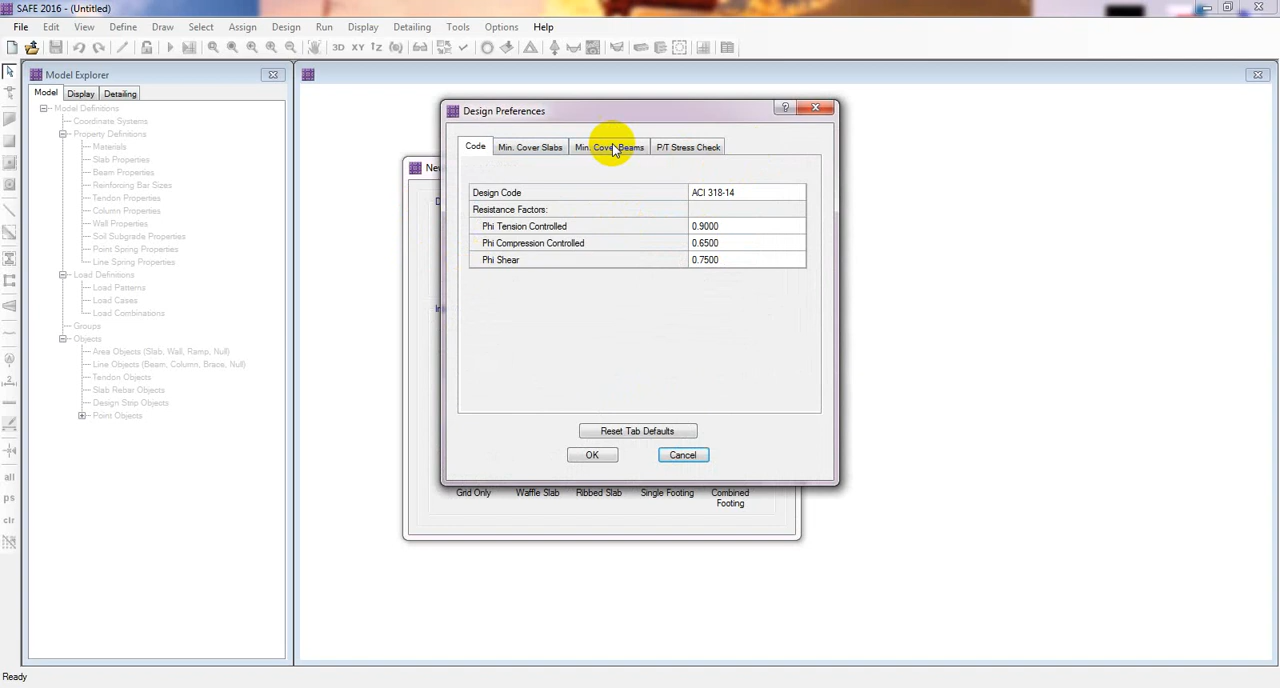 SAFE 2016 - (Untitled)
File Edit View Define Draw Select Assign Design Run Display Detailing Tools Options Help
3D XY
Model Explorer
Model Display Detailing
Model Definitions
Coordinate Systems
Property Definitions
Materials
Slab Properties
Beam Properties
Reinforcing Bar Sizes
Tendon Properties
Column Properties
Wall Properties
Soil Subgrade Properties
Point Spring Properties
Line Spring Properties
Load Definitions
Load Patterns
Load Cases
Load Combinations
Groups
Objects
Area Objects (Slab, Wall, Ramp, Null)
Line Objects (Beam, Column, Brace, Null)
Tendon Objects
Slab Rebar Objects
Design Strip Objects
Point Objects
all
ps
clr
New
D
Design Preferences
Code Min. Cover Slabs Min. Cover Beams P/T Stress Check
Design Code ACI 318-14
Resistance Factors:
Phi Tension Controlled 0.9000
Phi Compression Controlled 0.6500
Phi Shear 0.7500
Reset Tab Defaults
OK Cancel
Grid Only Waffle Slab Ribbed Slab Single Footing Combined Footing
Ready